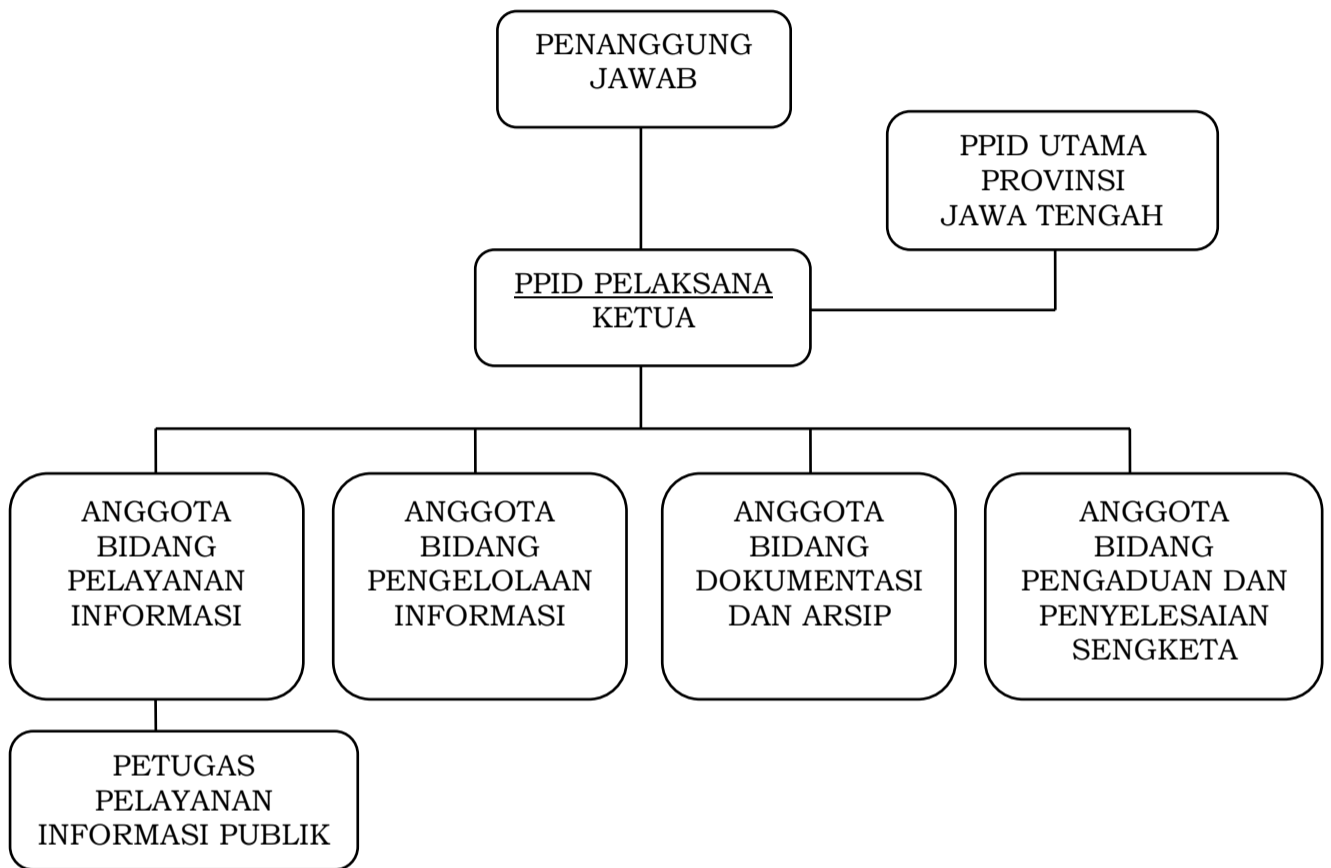 PENANGGUNG
JAWAB
PPID UTAMA
PROVINSI
JAWA TENGAH
PPID PELAKSANA
KETUA
ANGGOTA
BIDANG
PELAYANAN
INFORMASI
ANGGOTA
BIDANG
PENGELOLAAN
INFORMASI
ANGGOTA
BIDANG
DOKUMENTASI
DAN ARSIP
ANGGOTA
BIDANG
PENGADUAN DAN
PENYELESAIAN
SENGKETA
PETUGAS
PELAYANAN
INFORMASI PUBLIK